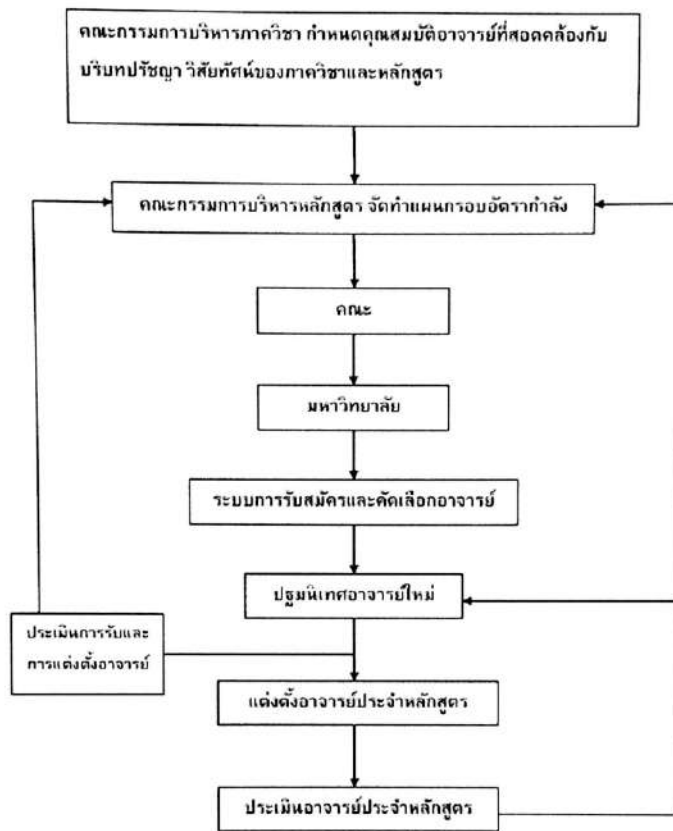 คณะกรรมการบริหารภาควิชา กำหนดคุณสมบัติอาจารย์ที่สอดคล้องกับ
บริบทปรัชญา วิสัยทัศน์ของภาควิชาและหลักสูตร
คณะกรรมการบริหารหลักสูตร จัดทำแผนกรอบอัตรากำลัง
คณะ
มหาวิทยาลัย
ระบบการรับสมัครและคัดเลือกอาจารย์
ปฐมนิเทศอาจารย์ใหม่
ประเมินการรับและ
การแต่งตั้งอาจารย์
แต่งตั้งอาจารย์ประจำหลักสูตร
ประเมินอาจารย์ประจำหลักสูตร